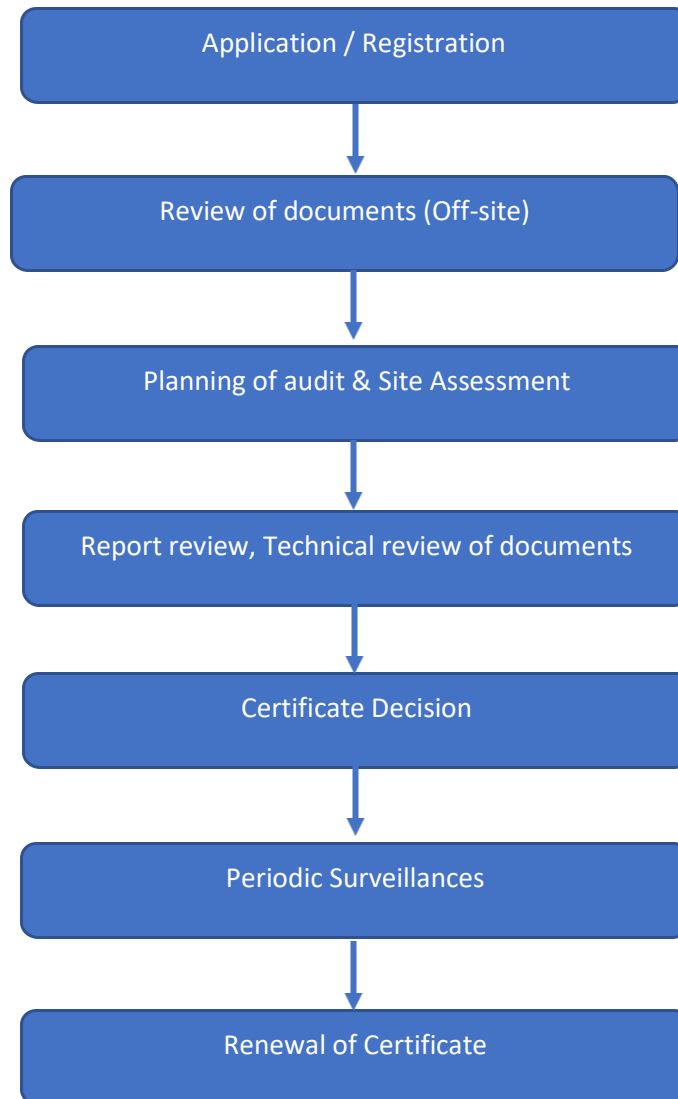 Application / Registration
Review of documents (Off-site)
Planning of audit & Site Assessment
Report review, Technical review of documents
Certificate Decision
Periodic Surveillances
Renewal of Certificate